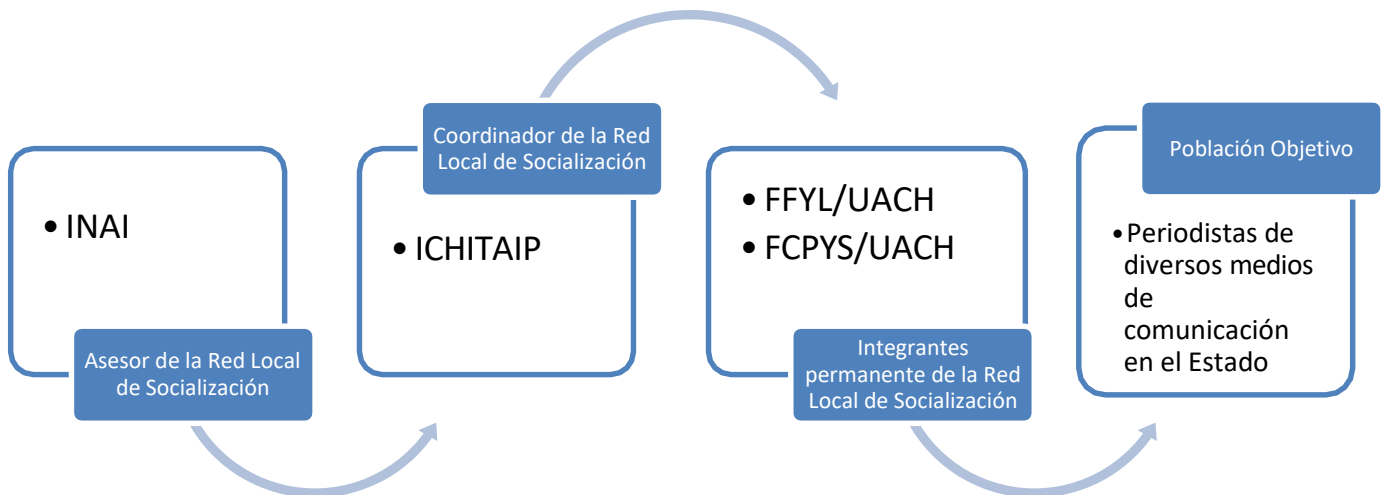 • INAI
Asesor de la Red Local
de Socialización
Coordinador de la Red
Local de Socialización
• ICHITAIP
• FFYL/UACH
• FCPYS/UACH
Integrantes
permanente de la Red
Local de Socialización
Población Objetivo
• Periodistas de
diversos medios
de
comunicación
en el Estado